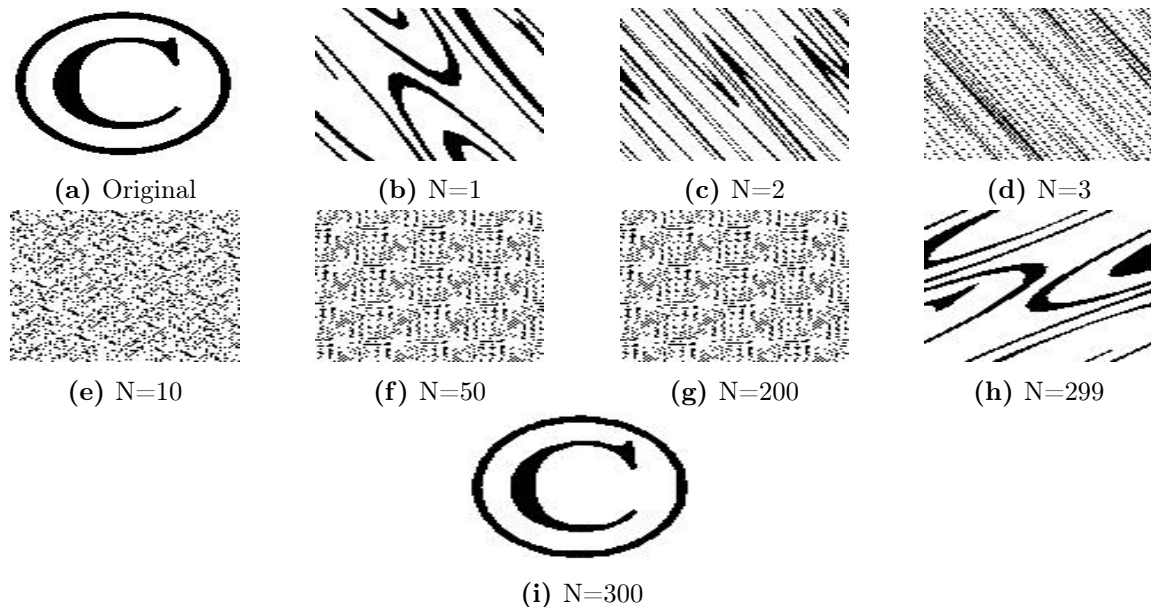 C
(a) Original
(b) N=1
(c) N=2
(d) N=3
(e) N=10
(f) N=50
(g) N=200
(h) N=299
C
(i) N=300